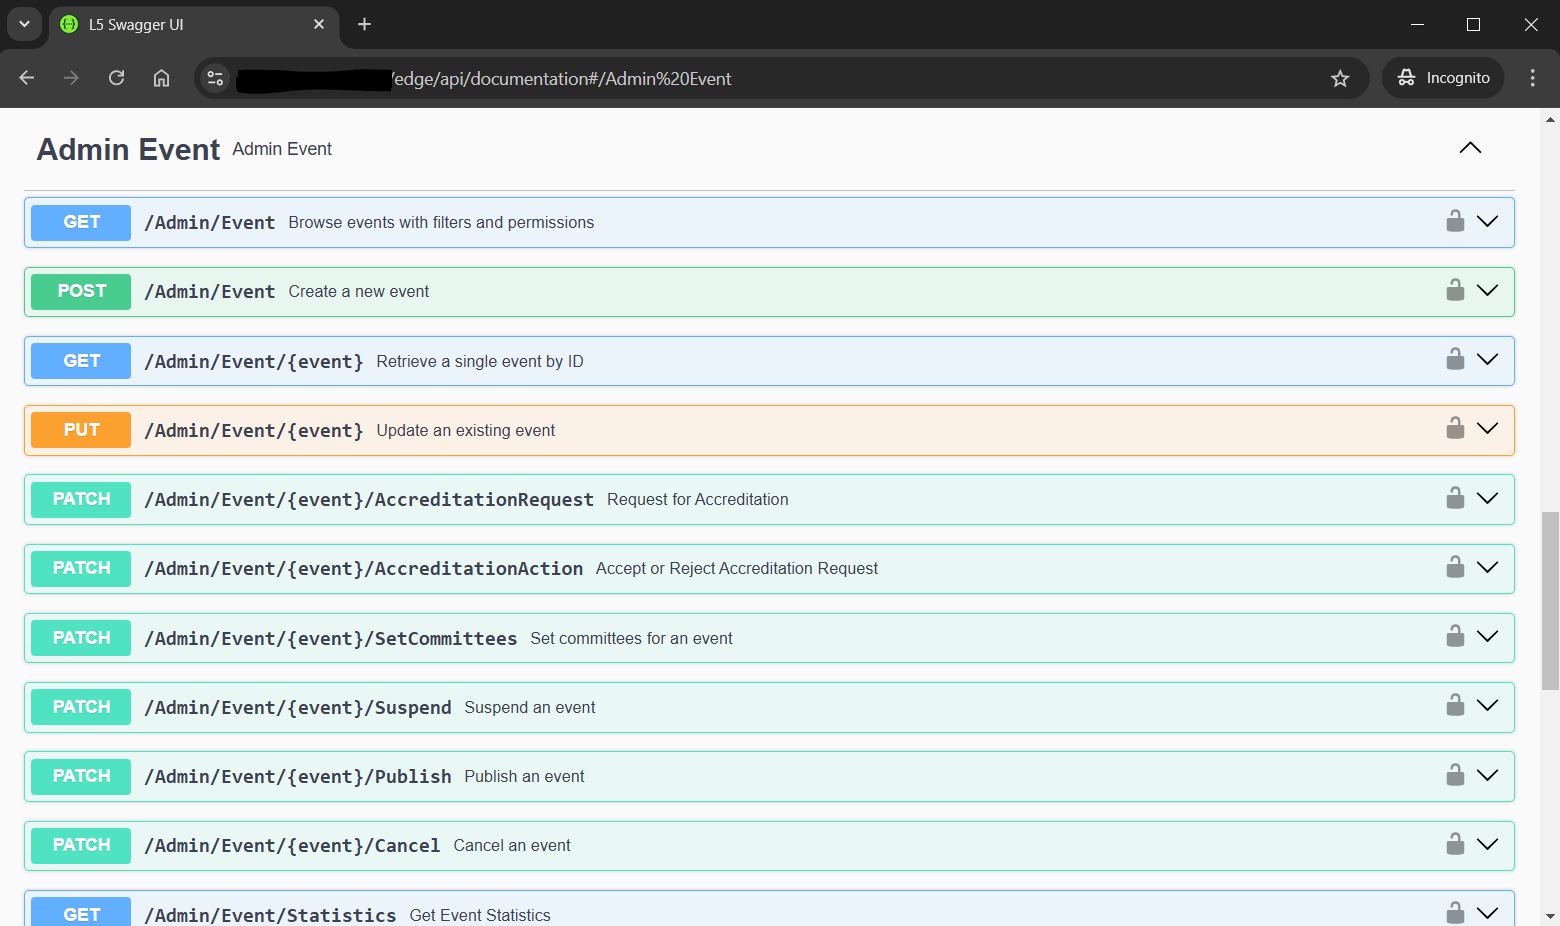 L5 Swagger UI
/edge/api/documentation#/Admin%20Event
Incognito
Admin Event Admin Event
GET /Admin/Event Browse events with filters and permissions
POST /Admin/Event Create a new event
GET /Admin/Event/{event} Retrieve a single event by ID
PUT /Admin/Event/{event} Update an existing event
PATCH /Admin/Event/{event}/AccreditationRequest Request for Accreditation
PATCH /Admin/Event/{event}/AccreditationAction Accept or Reject Accreditation Request
PATCH /Admin/Event/{event}/SetCommittees Set committees for an event
PATCH /Admin/Event/{event}/Suspend Suspend an event
PATCH /Admin/Event/{event}/Publish Publish an event
PATCH /Admin/Event/{event}/Cancel Cancel an event
GET /Admin/Event/Statistics Get Event Statistics